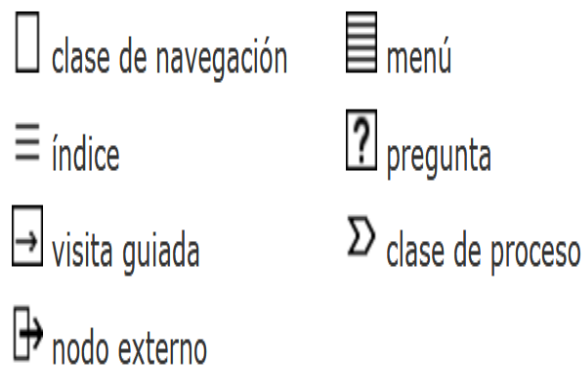 clase de navegación
menú
índice
? pregunta
visita guiada
clase de proceso
nodo externo